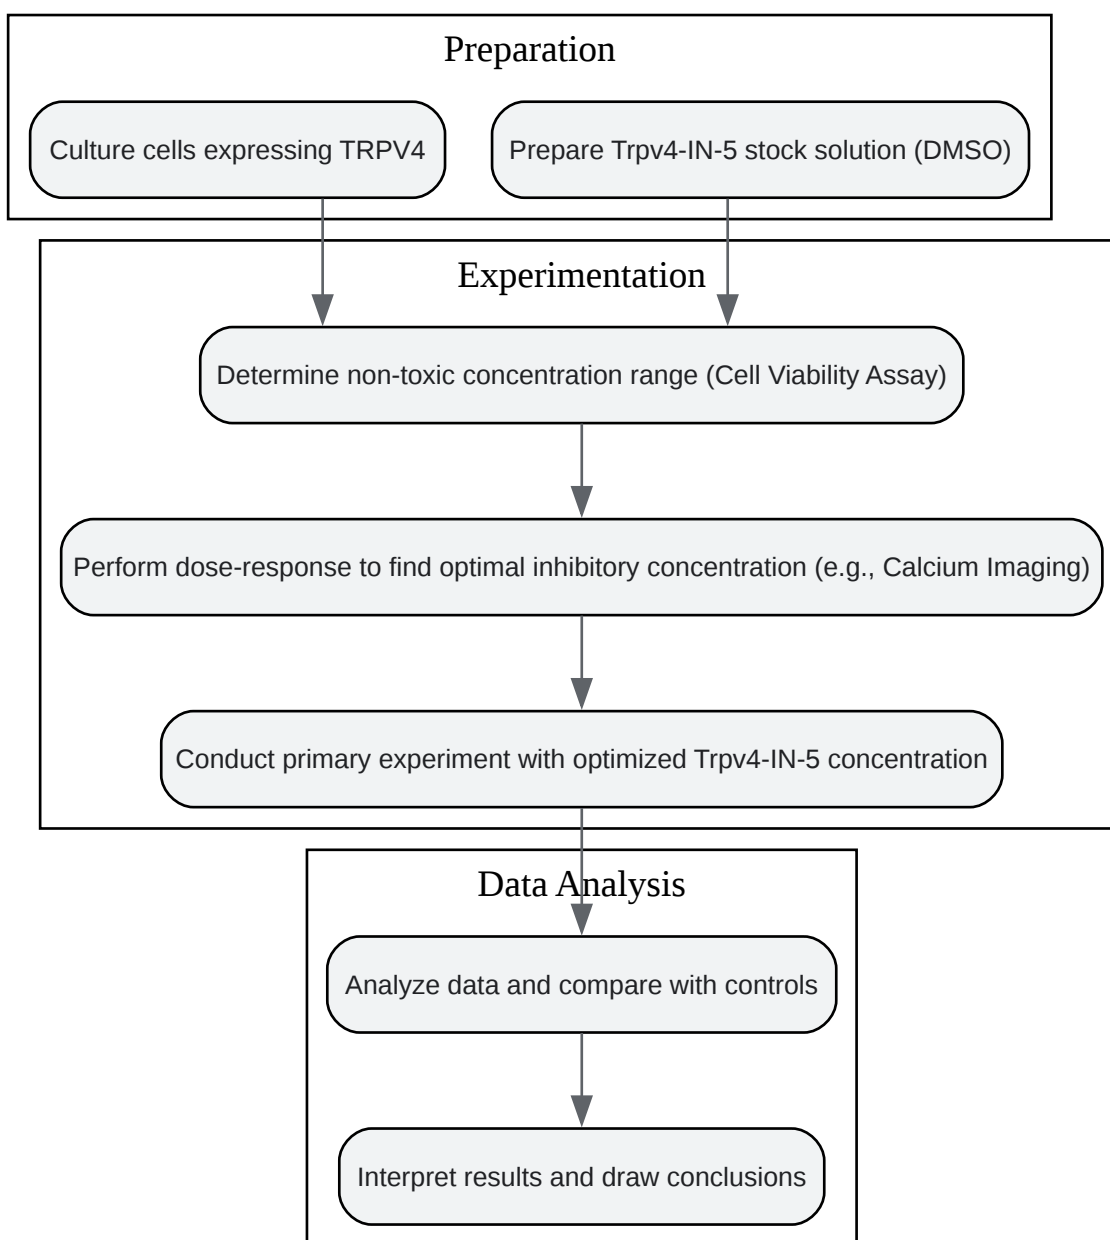 Preparation
Culture cells expressing TRPV4
Prepare Trpv4-IN-5 stock solution (DMSO)
Experimentation
Determine non-toxic concentration range (Cell Viability Assay)
Perform dose-response to find optimal inhibitory concentration (e.g., Calcium Imaging)
Conduct primary experiment with optimized Trpv4-IN-5 concentration
Data Analysis
Analyze data and compare with controls
Interpret results and draw conclusions